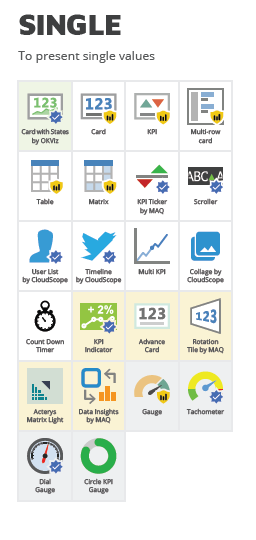 SINGLE
To present single values
123
Card with States
by OKViz
123
Card
KPI
Multi-row
card
Table
Matrix
KPI Ticker
by MAQ
ABC A
Scroller
User List
by CloudScope
Timeline
by CloudScope
Multi KPI
Collage by
CloudScope
Count Down
Timer
+ 2%
KPI
Indicator
123
Advance
Card
123
Rotation
Tile by MAQ
Acterys
Matrix Light
Data Insights
by MAQ
Gauge
Tachometer
Dial
Gauge
Circle KPI
Gauge